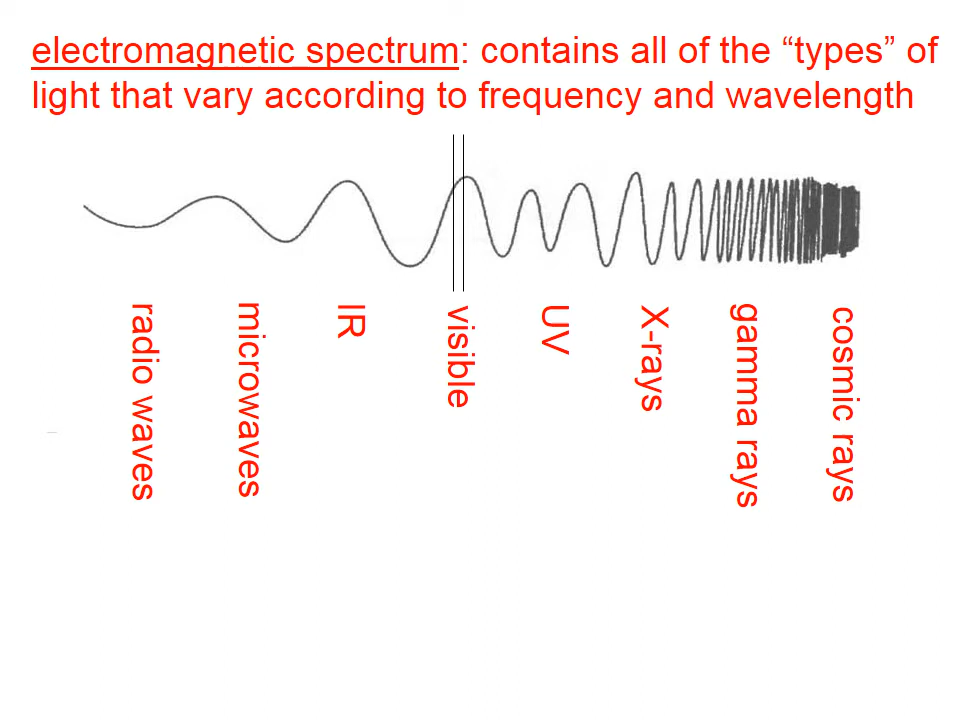 electromagnetic spectrum: contains all of the “types” of
light that vary according to frequency and wavelength
radio waves
microwaves
IR
visible
UV
X-rays
gamma rays
cosmic rays